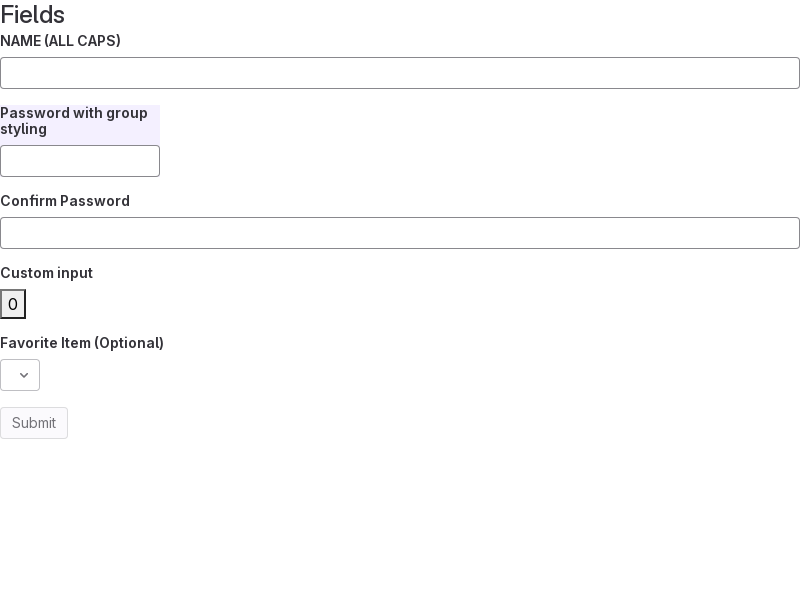 Fields
NAME (ALL CAPS)
Password with group
styling
Confirm Password
Custom input
0
Favorite Item (Optional)
Submit